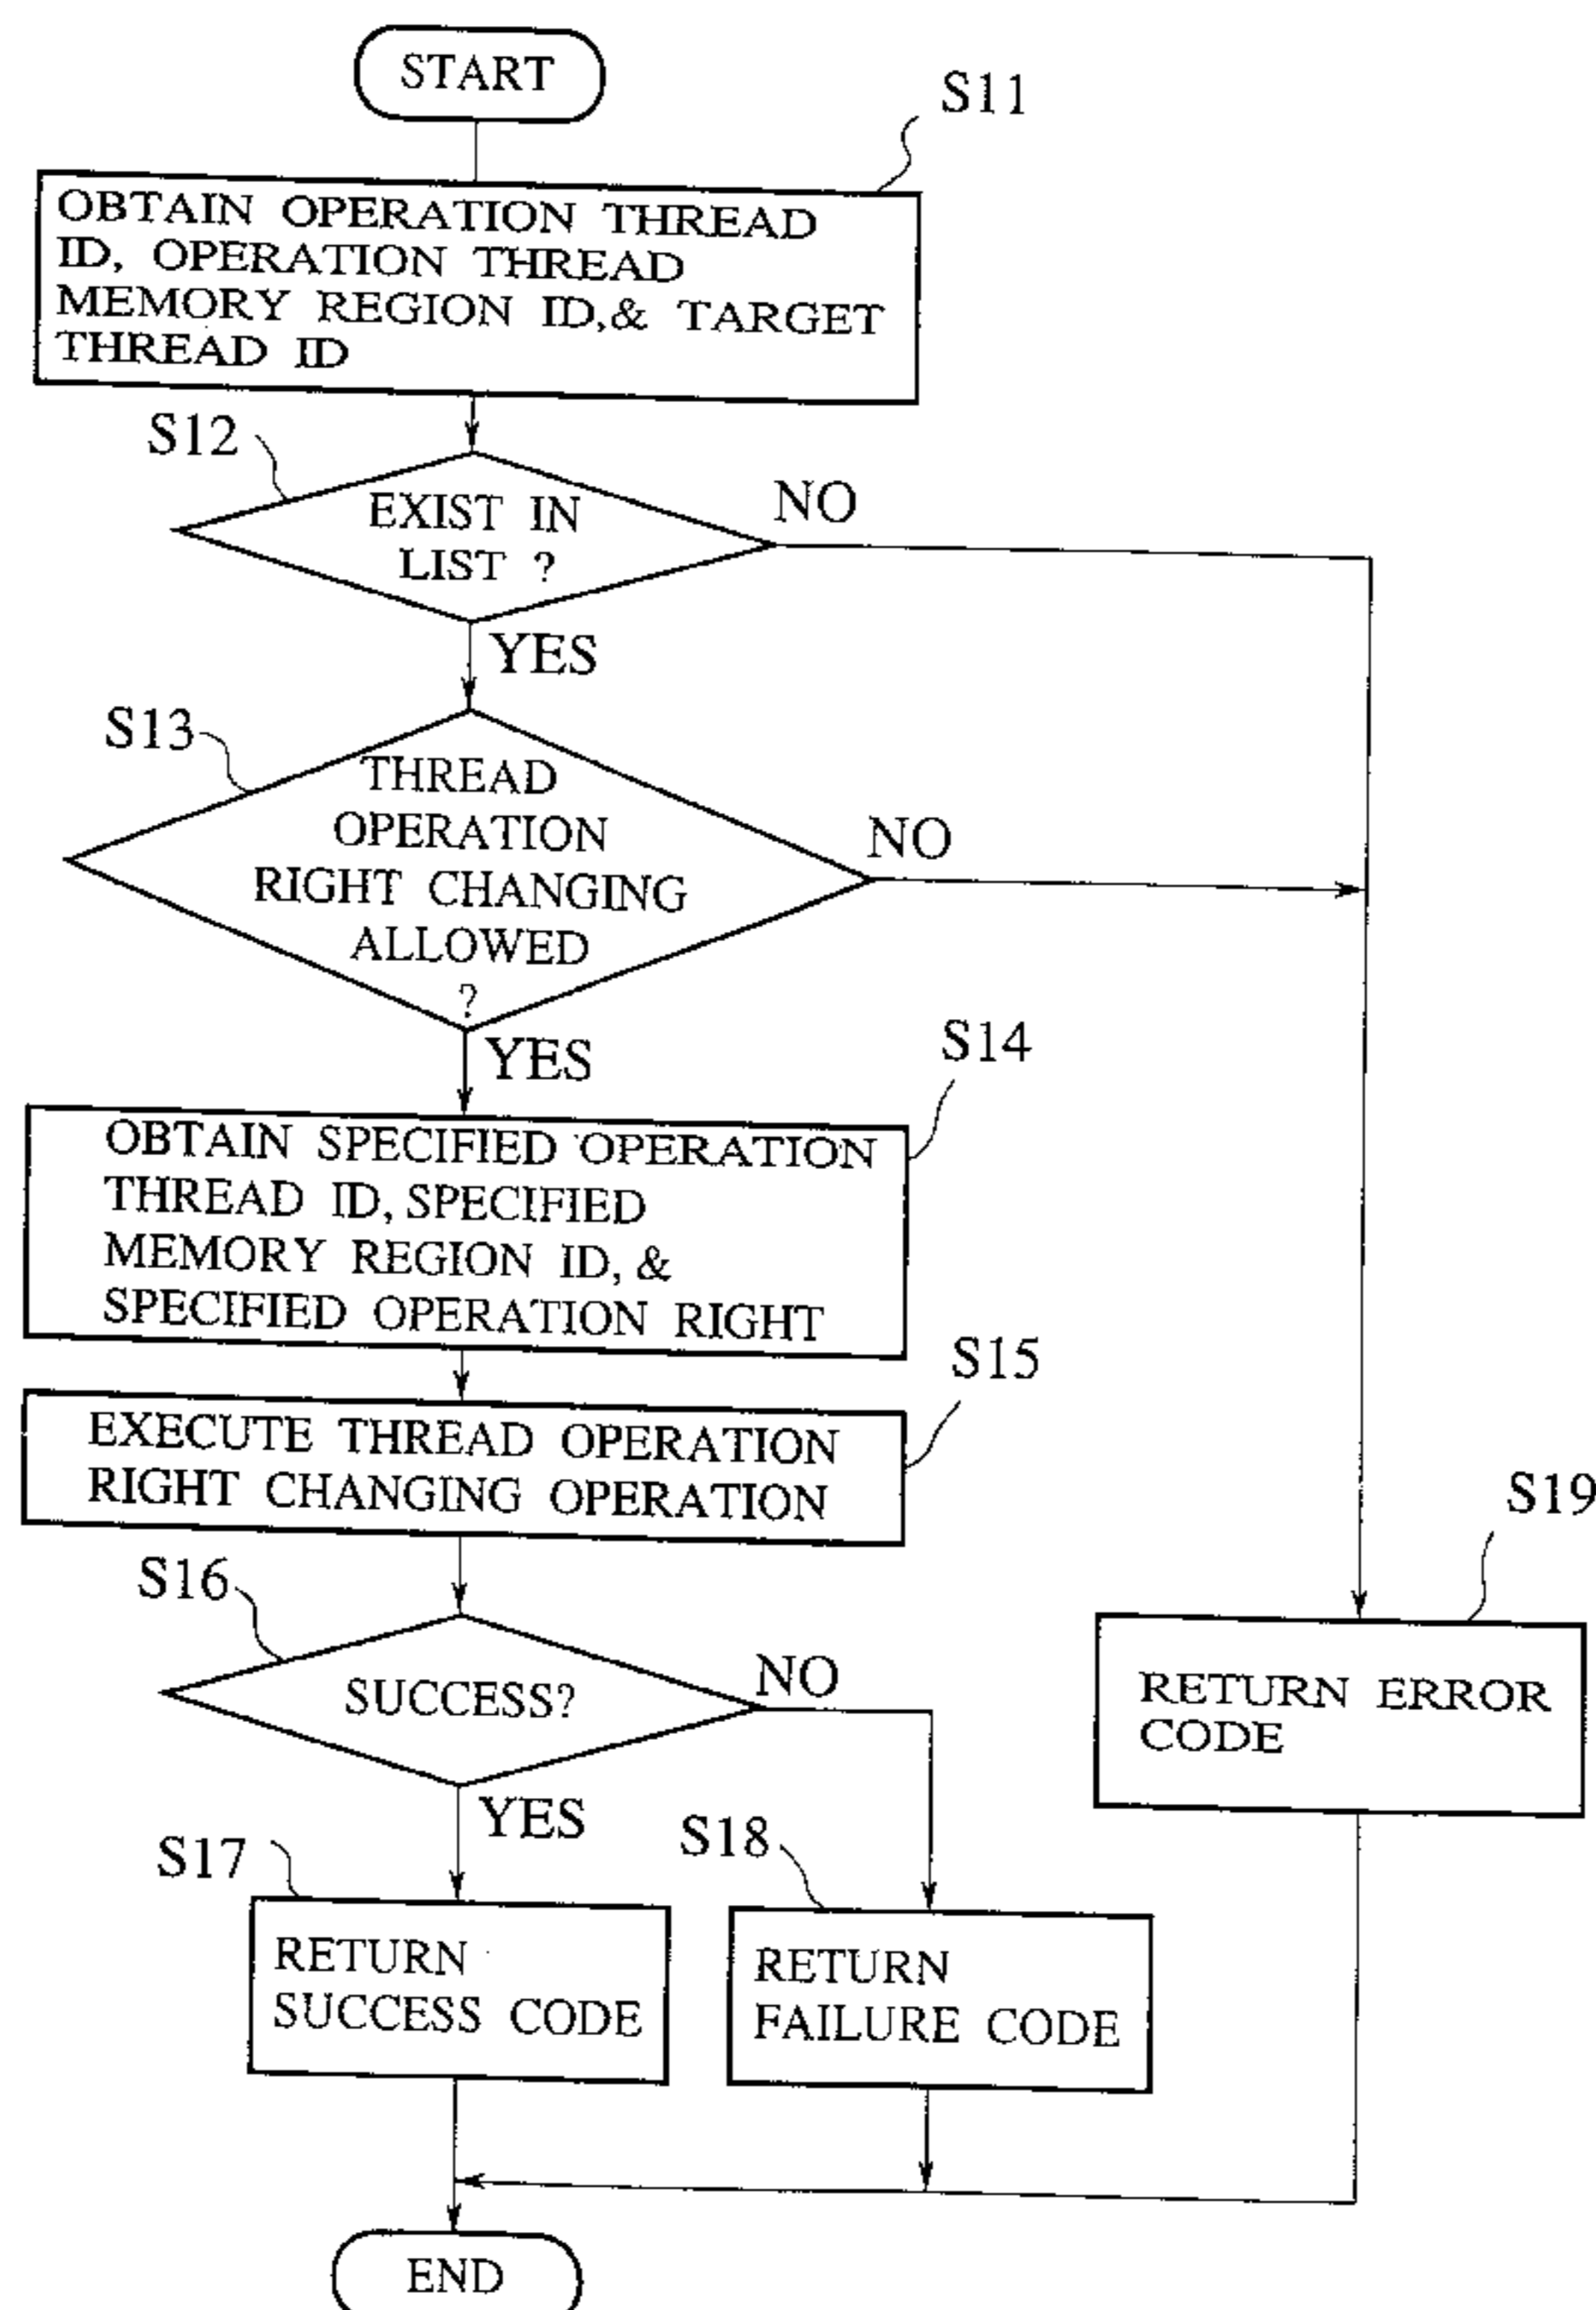 START
S11
OBTAIN OPERATION THREAD
ID, OPERATION THREAD
MEMORY REGION ID,& TARGET
THREAD ID
S12
EXIST IN
LIST ?
NO
YES
S13
THREAD
OPERATION
RIGHT CHANGING
ALLOWED
?
NO
YES
S14
OBTAIN SPECIFIED OPERATION
THREAD ID, SPECIFIED
MEMORY REGION ID, &
SPECIFIED OPERATION RIGHT
S15
EXECUTE THREAD OPERATION
RIGHT CHANGING OPERATION
S16
SUCCESS?
NO
YES
S19
RETURN ERROR
CODE
S17
RETURN
SUCCESS CODE
S18
RETURN
FAILURE CODE
END